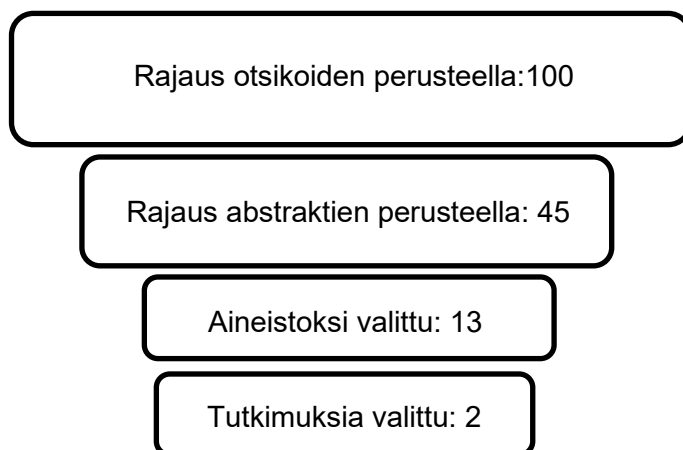 Rajaus otsikoiden perusteella:100
Rajaus abstraktien perusteella: 45
Aineistoksi valittu: 13
Tutkimuksia valittu: 2